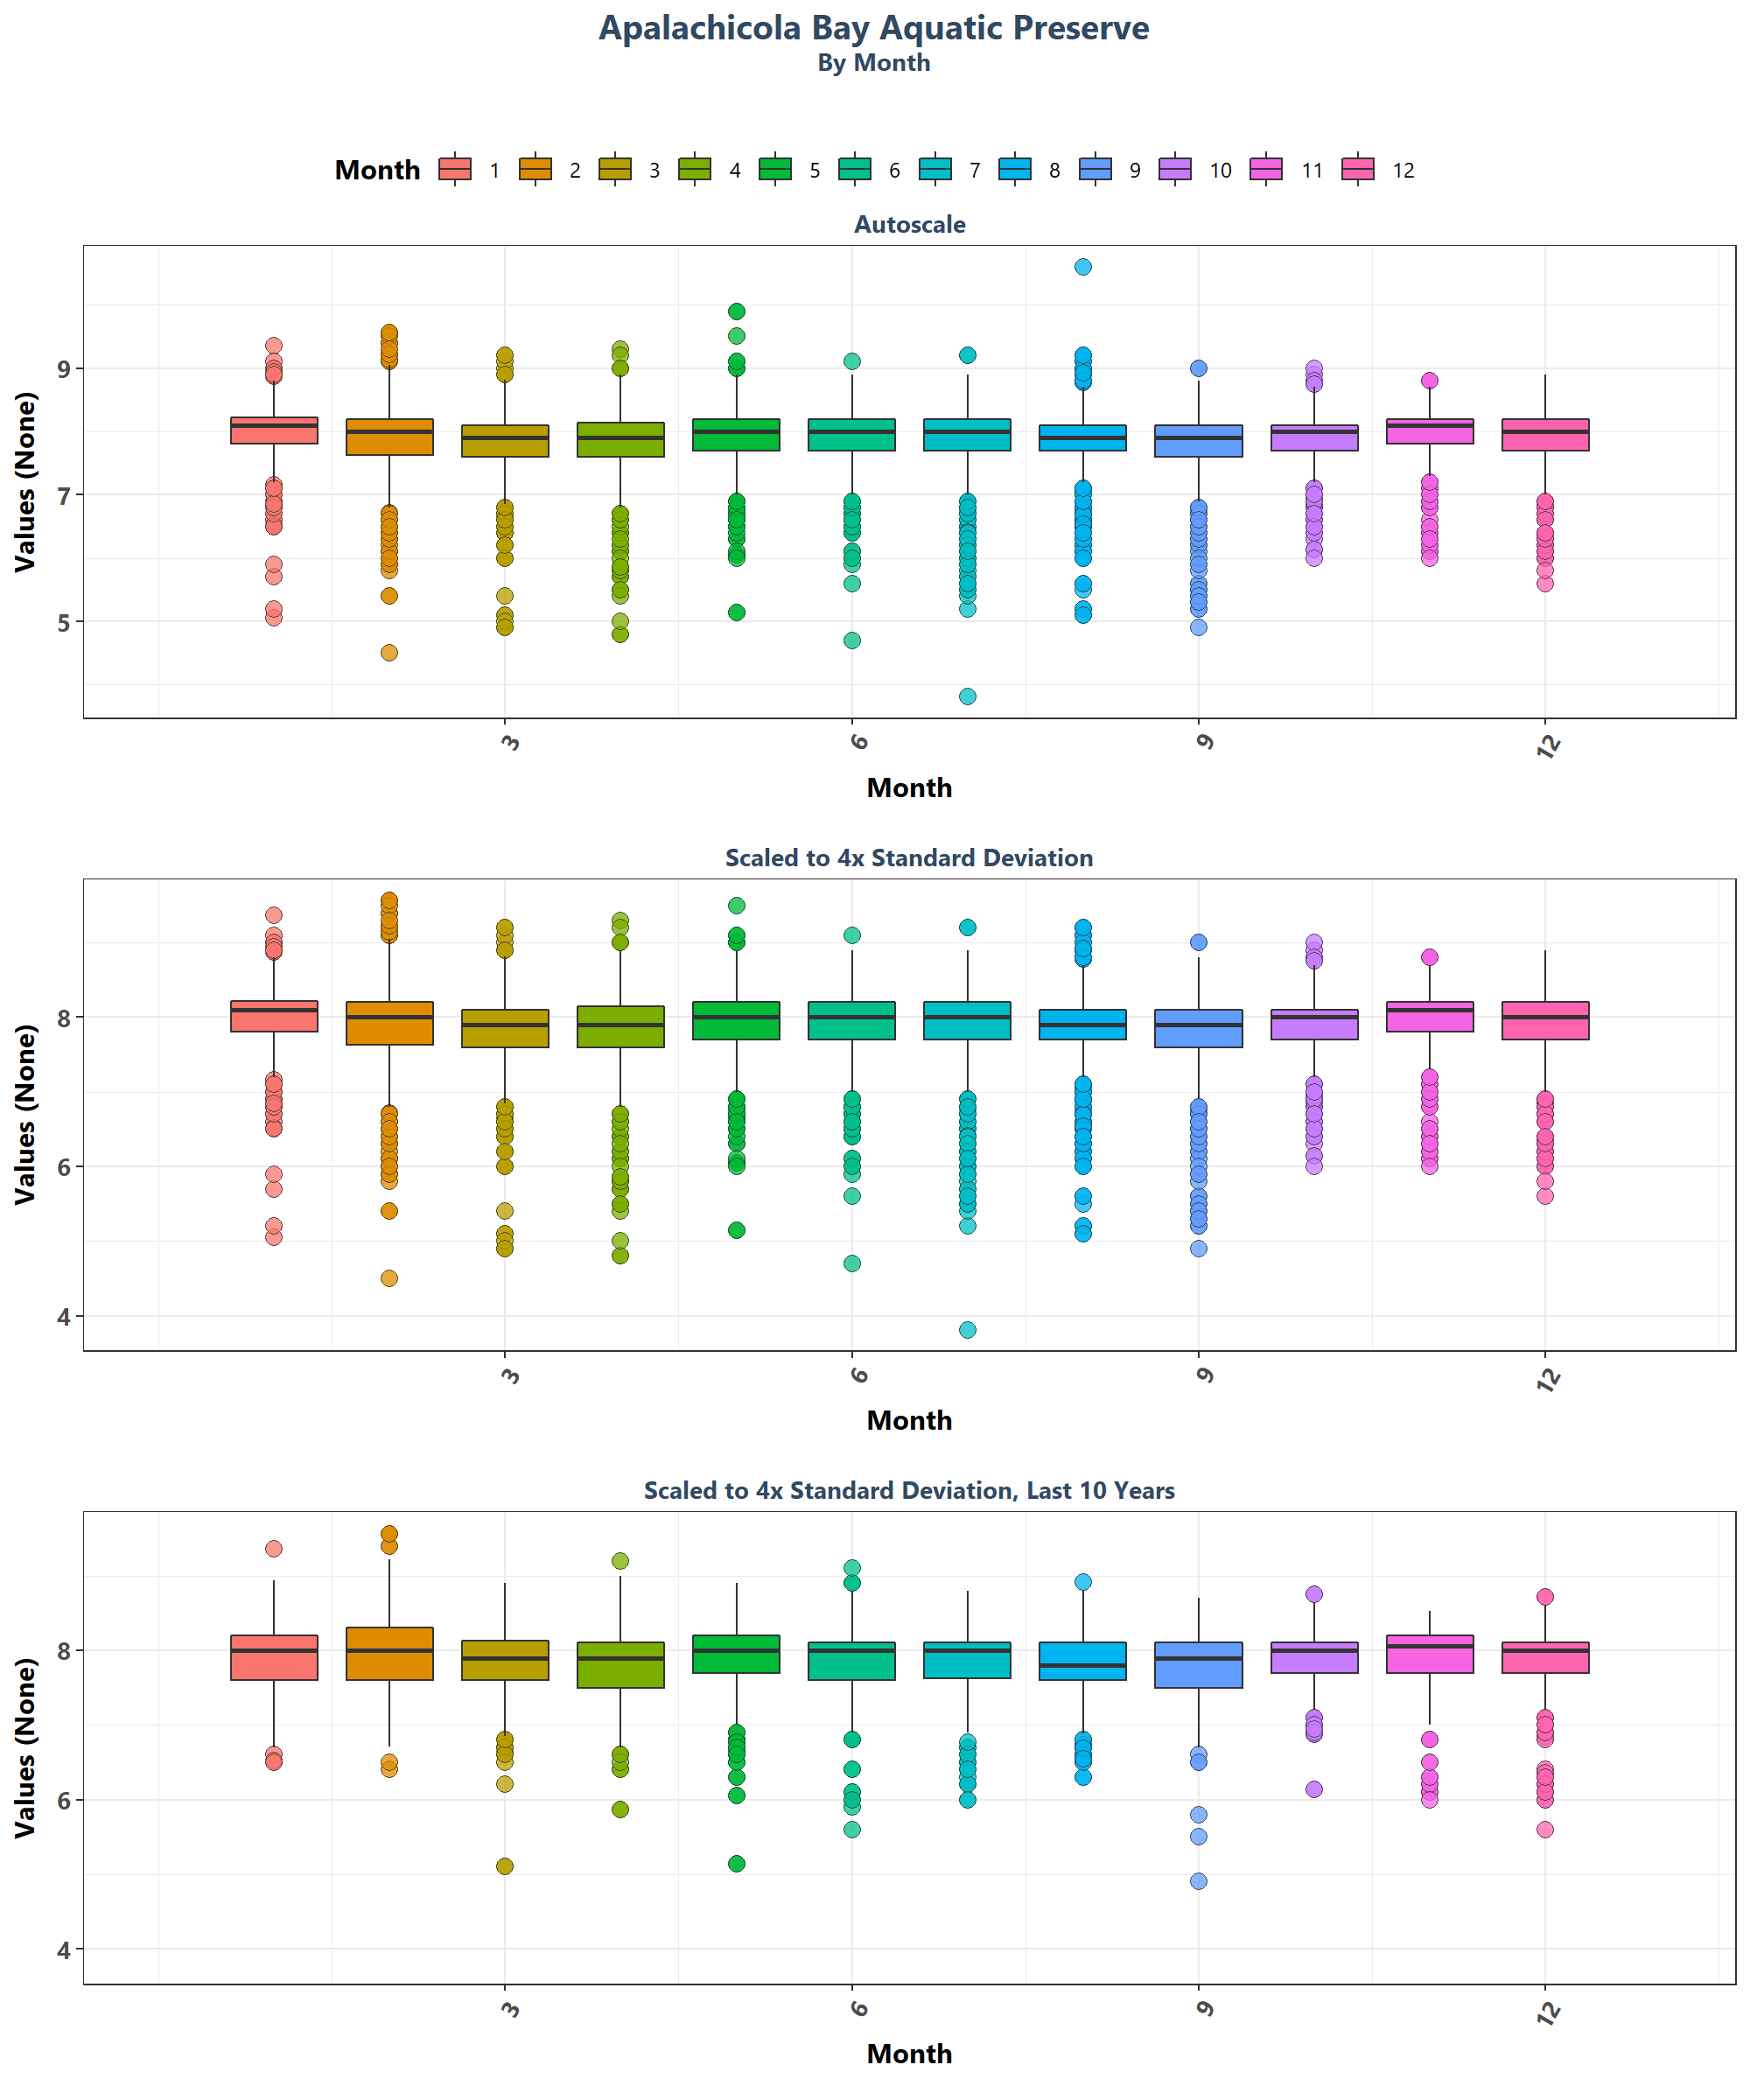 Apalachicola Bay Aquatic Preserve
By Month
Month 1 2 3 4 5 6 7 8 9 10 11 12
Autoscale
Values (None)
9
7
5
3 6 9 12
Month
Scaled to 4x Standard Deviation
Values (None)
8
6
4
3 6 9 12
Month
Scaled to 4x Standard Deviation, Last 10 Years
Values (None)
8
6
4
3 6 9 12
Month